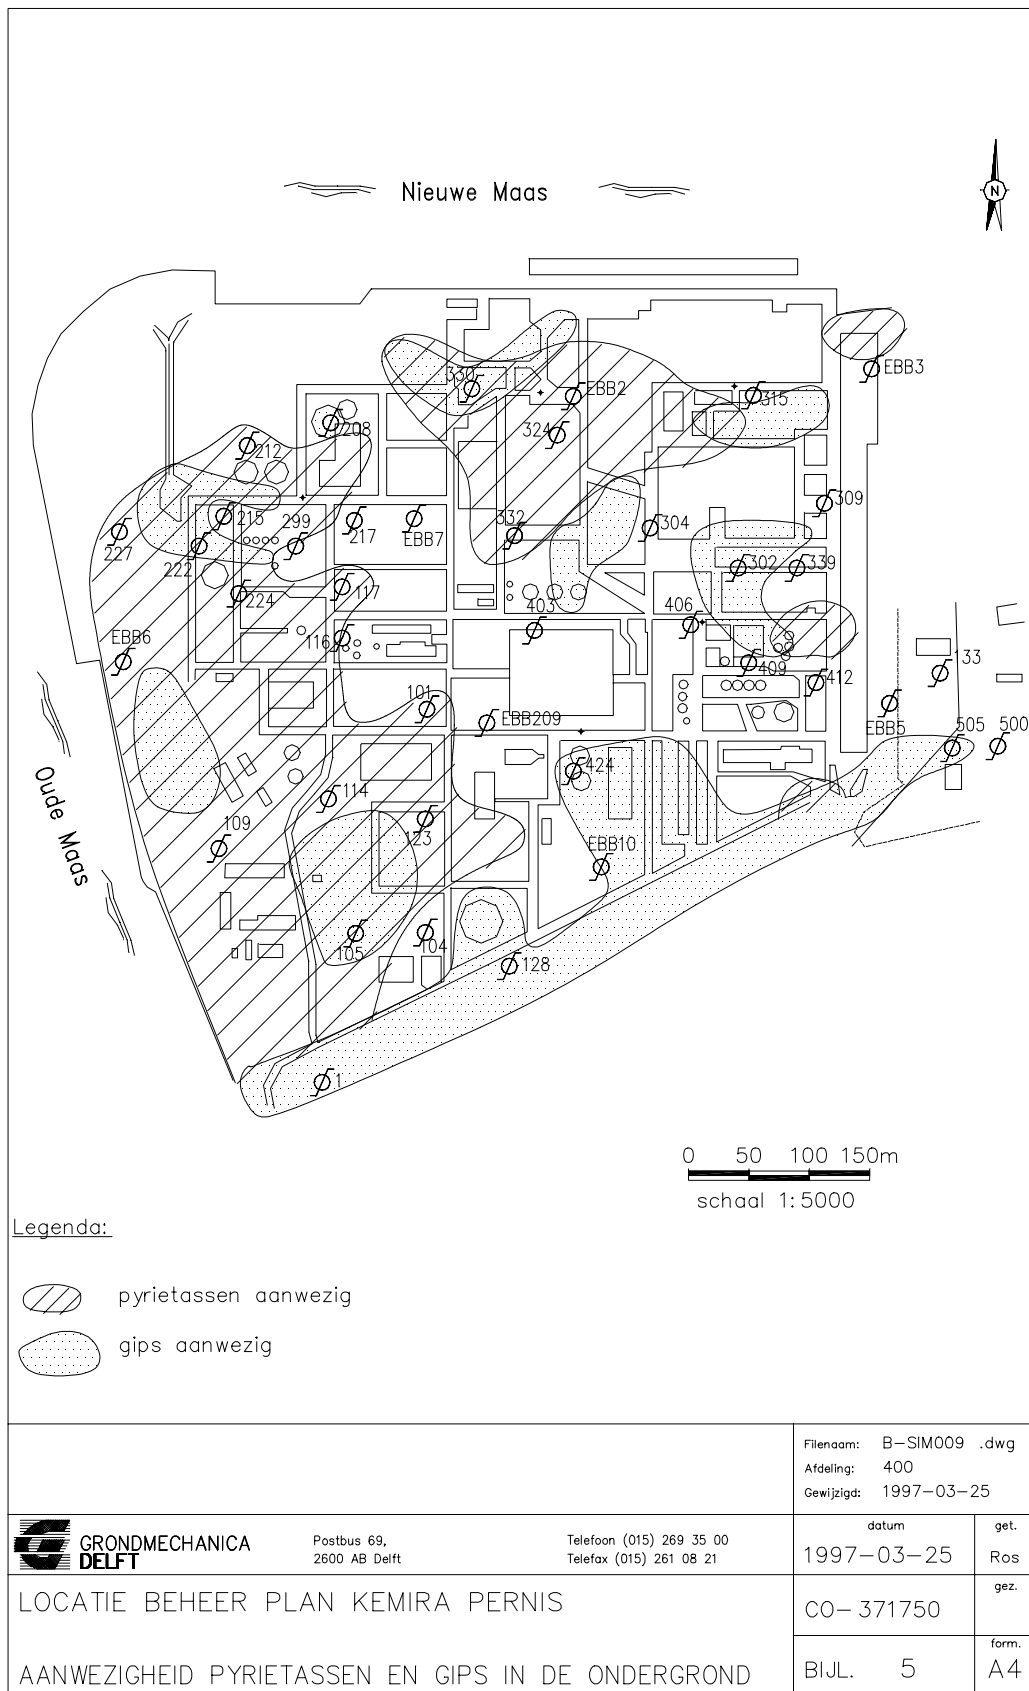 Nieuwe Maas
N
EBB3
330
EBB2
315
208
324
212
309
215
299
217
EBB7
332
304
227
222
302
339
224
117
403
406
116
EBB6
409
133
412
101
EBB209
EBB5
505
500
424
Oude Maas
114
123
109
EBB10
105
104
128
1
0 50 100 150m
schaal 1:5000
Legenda:
pyrietassen aanwezig
gips aanwezig
Filenaam: B-SIM009 .dwg
Afdeling: 400
Gewijzigd: 1997-03-25
GRONDMECHANICA
DELFT
Postbus 69,
2600 AB Delft
Telefoon (015) 269 35 00
Telefax (015) 261 08 21
datum
1997-03-25
get.
Ros
LOCATIE BEHEER PLAN KEMIRA PERNIS
CO-371750
gez.
AANWEZIGHEID PYRIETASSEN EN GIPS IN DE ONDERGROND
BIJL. 5
form.
A4